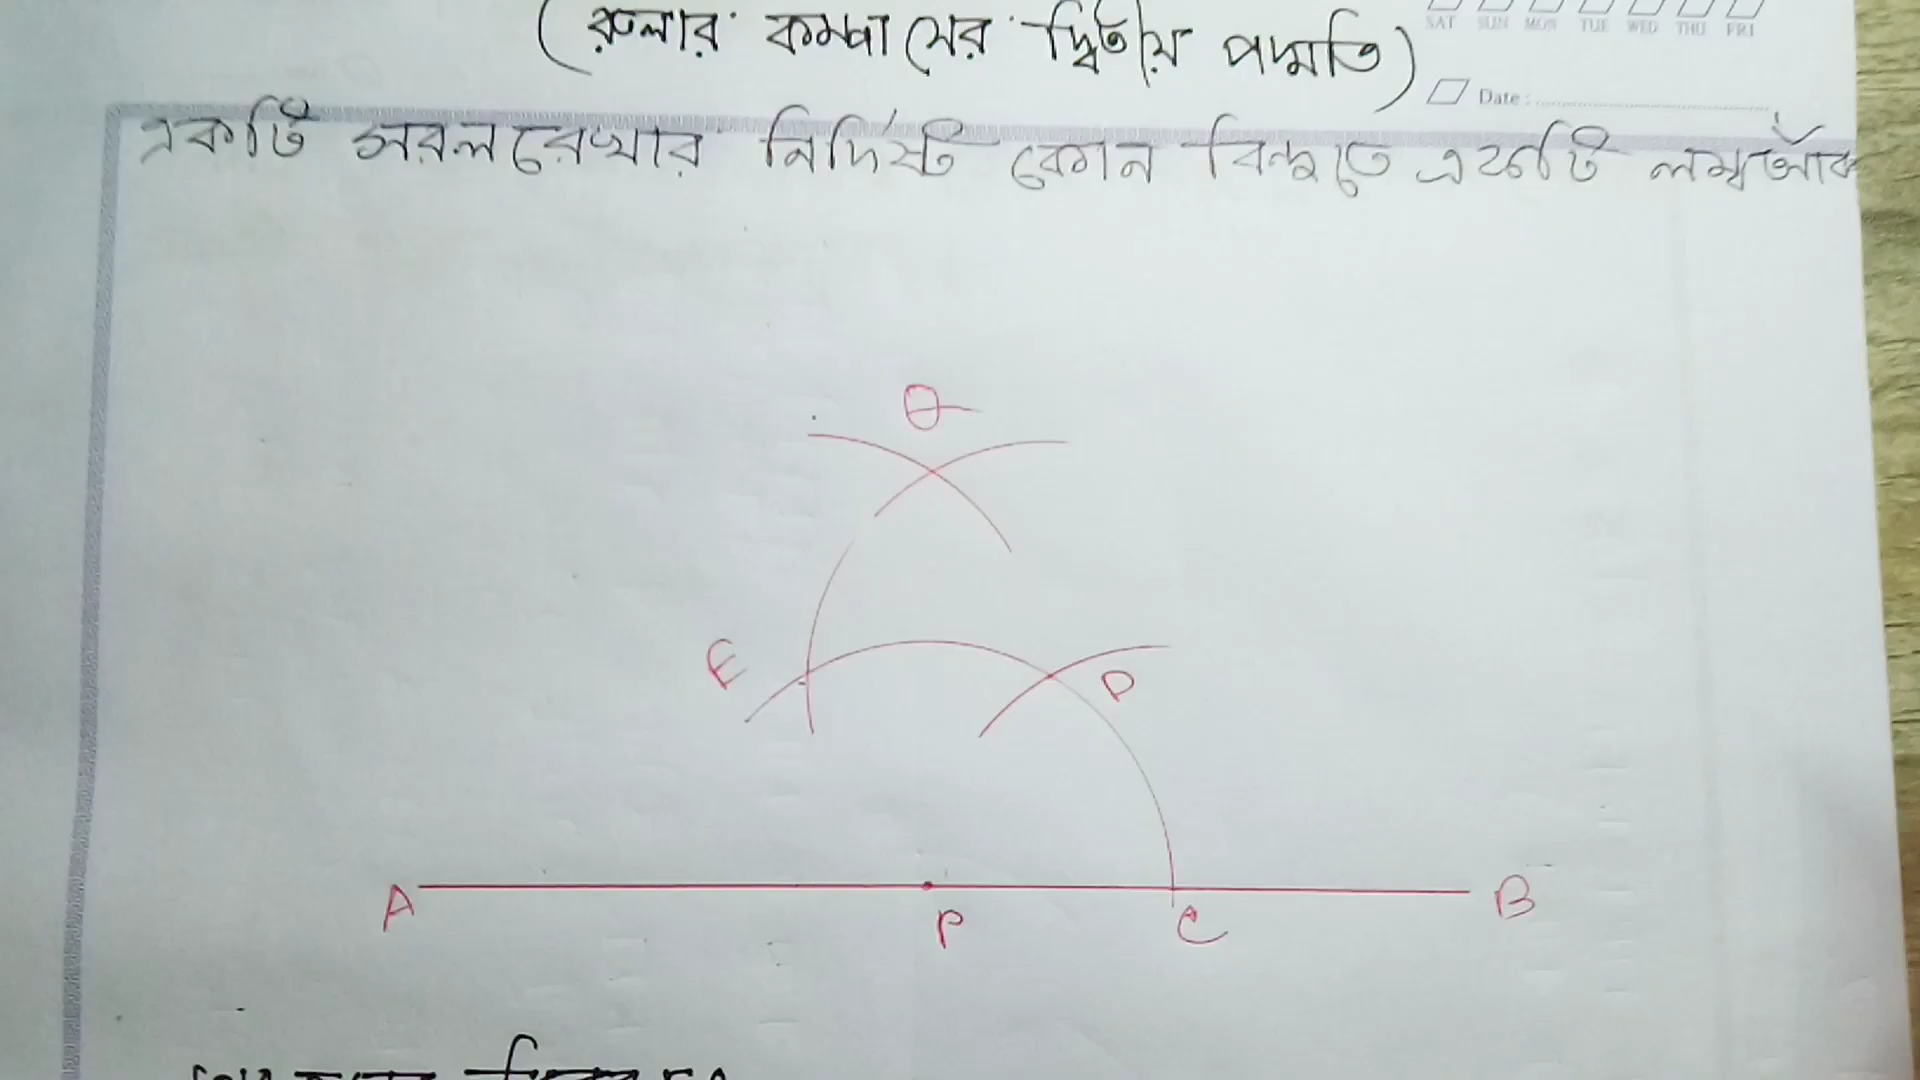 (রুলার কম্পাসের দ্বিতীয় পদ্ধতি)
SAT SUN MON TUE WED THU FRI
Date :
একটি সরলরেখার নির্দিষ্ট কোন বিন্দুতে একটি লম্ব আঁক
Q
E
D
A
P
C
B